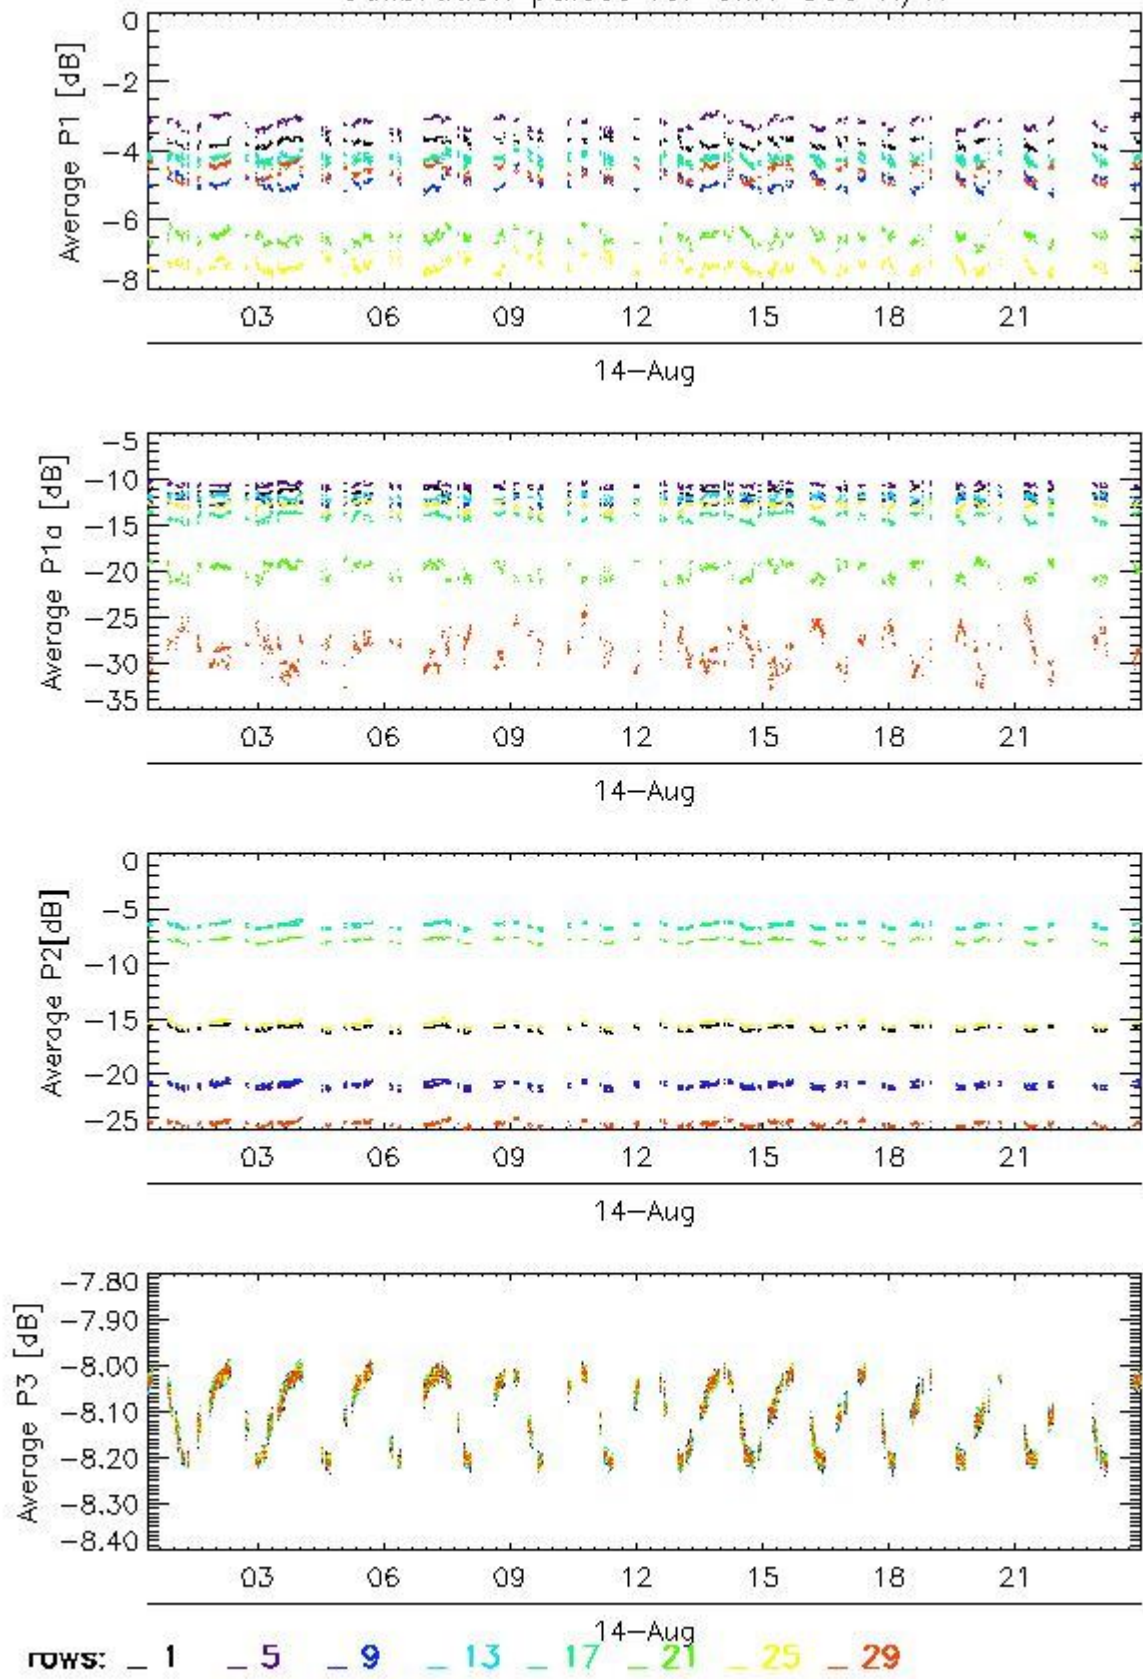 Average P1 [dB]
0
-2
-4
-6
-8
03 06 09 12 15 18 21
14-Aug
Average P1a [dB]
-5
-10
-15
-20
-25
-30
-35
03 06 09 12 15 18 21
14-Aug
Average P2[dB]
0
-5
-10
-15
-20
-25
03 06 09 12 15 18 21
14-Aug
Average P3 [dB]
-7.80
-7.90
-8.00
-8.10
-8.20
-8.30
-8.40
03 06 09 12 15 18 21
14-Aug
rows: _ 1 _ 5 _ 9 _ 13 _ 17 _ 21 _ 25 _ 29